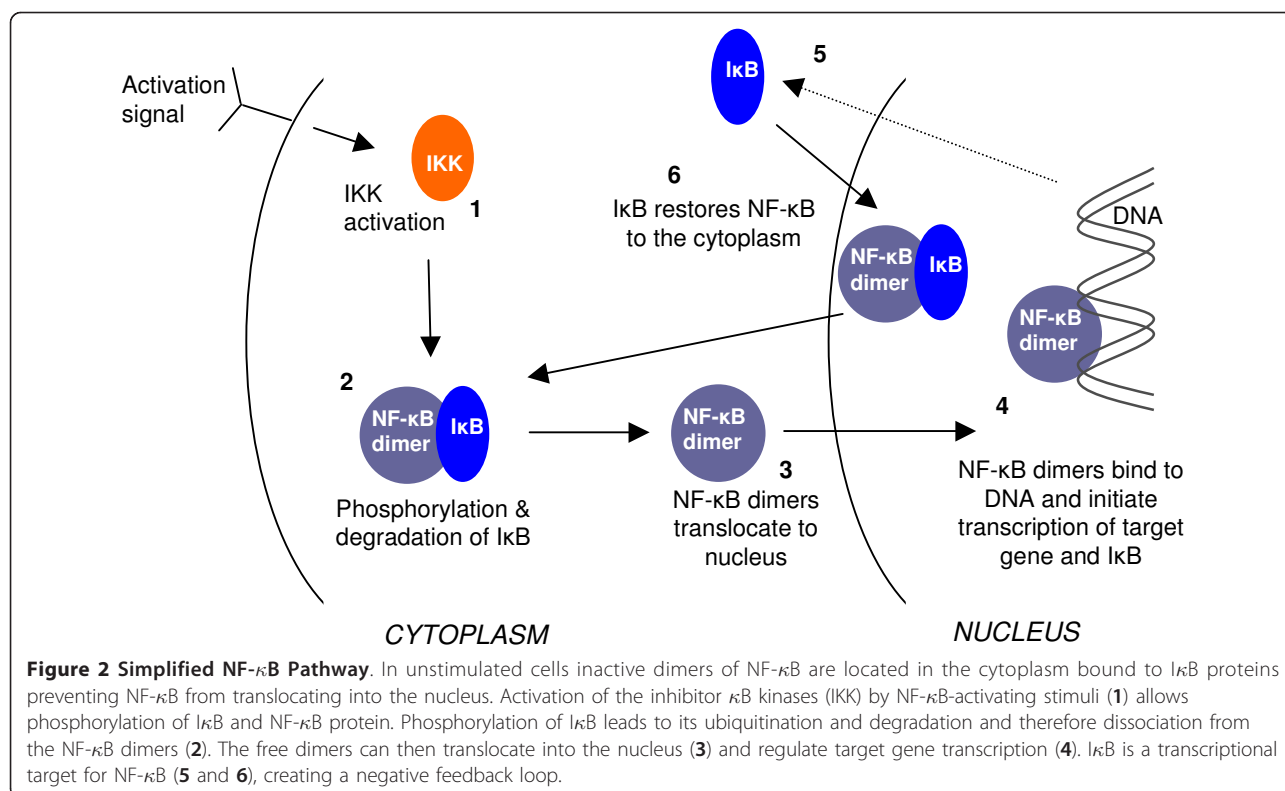 Activation
signal
IKK
IKK
activation
1
IκB
5
6
IκB restores NF-κB
to the cytoplasm
DNA
NF-κB
dimer
IκB
NF-κB
dimer
2
NF-κB
dimer
IκB
Phosphorylation &
degradation of IκB
NF-κB
dimer
3
NF-κB dimers
translocate to
nucleus
4
NF-κB dimers bind to
DNA and initiate
transcription of target
gene and IκB
CYTOPLASM
NUCLEUS
Figure 2 Simplified NF-κB Pathway. In unstimulated cells inactive dimers of NF-κB are located in the cytoplasm bound to IκB proteins
preventing NF-κB from translocating into the nucleus. Activation of the inhibitor κB kinases (IKK) by NF-κB-activating stimuli (1) allows
phosphorylation of IκB and NF-κB protein. Phosphorylation of IκB leads to its ubiquitination and degradation and therefore dissociation from
the NF-κB dimers (2). The free dimers can then translocate into the nucleus (3) and regulate target gene transcription (4). IκB is a transcriptional
target for NF-κB (5 and 6), creating a negative feedback loop.